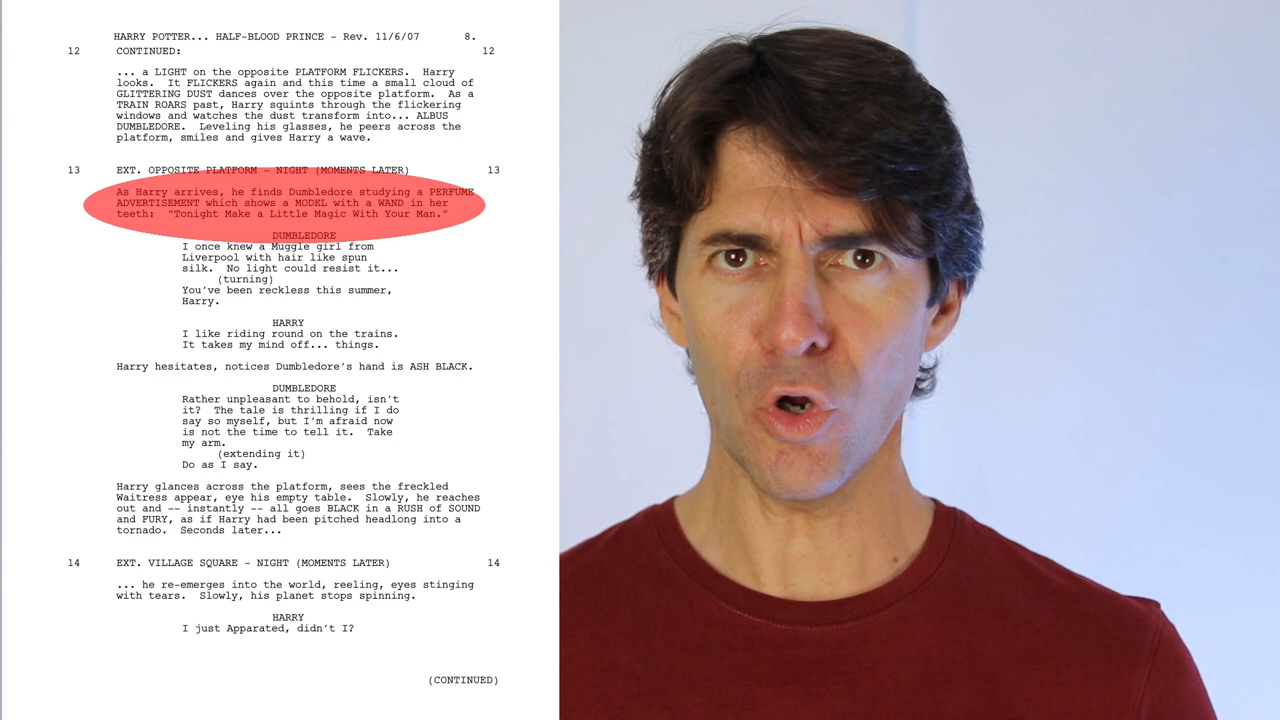 HARRY POTTER... HALF-BLOOD PRINCE - Rev. 11/6/07 8.
12 CONTINUED: 12
... a LIGHT on the opposite PLATFORM FLICKERS. Harry
looks. It FLICKERS again and this time a small cloud of
GLITTERING DUST dances over the opposite platform. As a
TRAIN ROARS past, Harry squints through the flickering
windows and watches the dust transform into... ALBUS
DUMBLEDORE. Leveling his glasses, he peers across the
platform, smiles and gives Harry a wave.
13 EXT. OPPOSITE PLATFORM - NIGHT (MOMENTS LATER) 13
As Harry arrives, he finds Dumbledore studying a PERFUME
ADVERTISEMENT which shows a MODEL with a WAND in her
teeth: “Tonight Make a Little Magic With Your Man.”
DUMBLEDORE
I once knew a Muggle girl from
Liverpool with hair like spun
silk. No light could resist it...
(turning)
You’ve been reckless this summer,
Harry.
HARRY
I like riding round on the trains.
It takes my mind off... things.
Harry hesitates, notices Dumbledore’s hand is ASH BLACK.
DUMBLEDORE
Rather unpleasant to behold, isn’t
it? The tale is thrilling if I do
say so myself, but I’m afraid now
is not the time to tell it. Take
my arm.
(extending it)
Do as I say.
Harry glances across the platform, sees the freckled
Waitress appear, eye his empty table. Slowly, he reaches
out and -- instantly -- all goes BLACK in a RUSH of SOUND
and FURY, as if Harry had been pitched headlong into a
tornado. Seconds later...
14 EXT. VILLAGE SQUARE - NIGHT (MOMENTS LATER) 14
... he re-emerges into the world, reeling, eyes stinging
with tears. Slowly, his planet stops spinning.
HARRY
I just Apparated, didn’t I?
(CONTINUED)